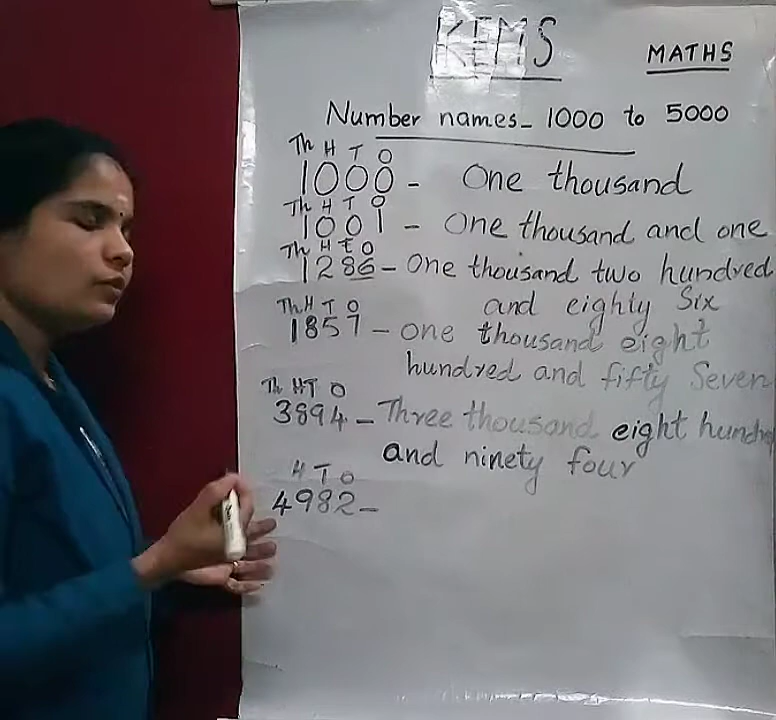 KEMS
MATHS
Number names_ 1000 to 5000
Th H T O
1000 - One thousand
Th H T O
1001 - One thousand and one
Th H T O
1286 - One thousand two hundred
and eighty Six
Th H T O
1857 - one thousand eight
hundred and fifty Seven
Th H T O
3894 - Three thousand eight hundred
and ninety four
H T O
4982 -